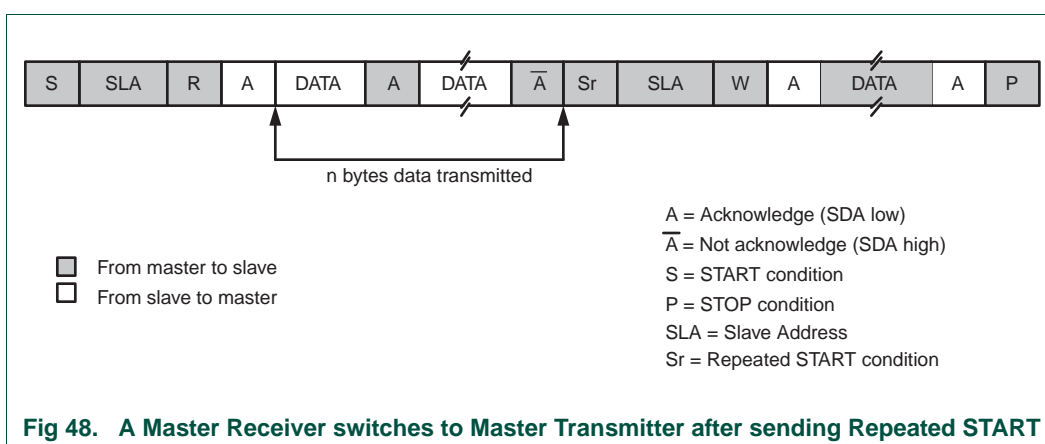 S SLA R A DATA A DATA A̅ Sr SLA W A DATA A P
n bytes data transmitted
From master to slave
From slave to master
A = Acknowledge (SDA low)
A̅ = Not acknowledge (SDA high)
S = START condition
P = STOP condition
SLA = Slave Address
Sr = Repeated START condition
Fig 48. A Master Receiver switches to Master Transmitter after sending Repeated START